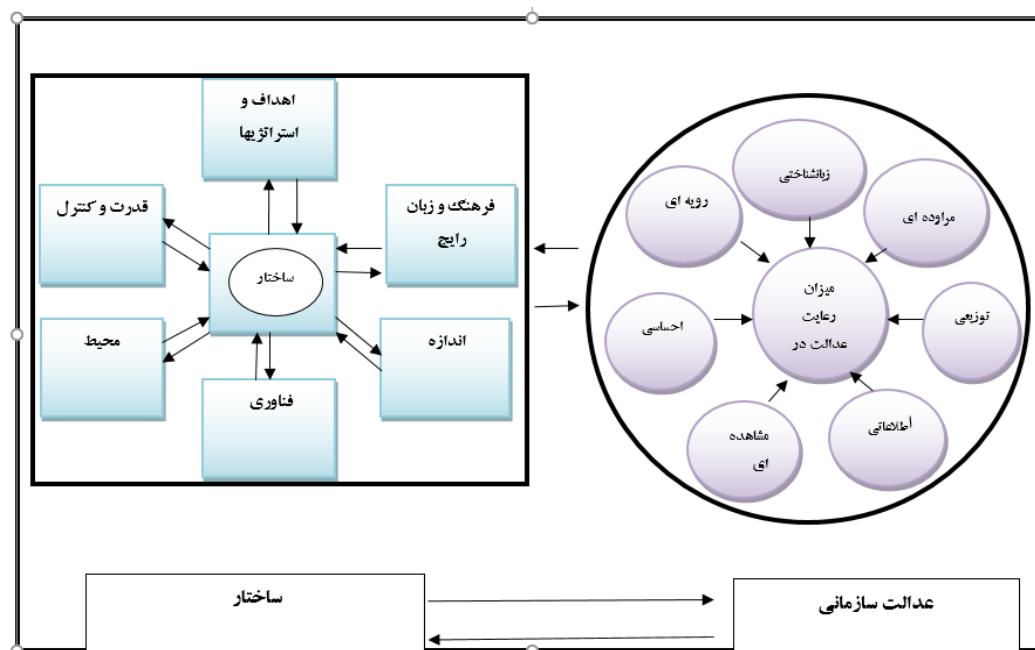 اهداف و
استراتژیها
زبانشناختی
مراوده ای
رویه ای
فرهنگ و زبان
رایج
قدرت و کنترل
ساختار
میزان
رعایت
عدالت در
توزیعی
احساسی
اندازه
محیط
فناوری
أطلاعاتی
مشاهده
ای
عدالت سازمانی
ساختار